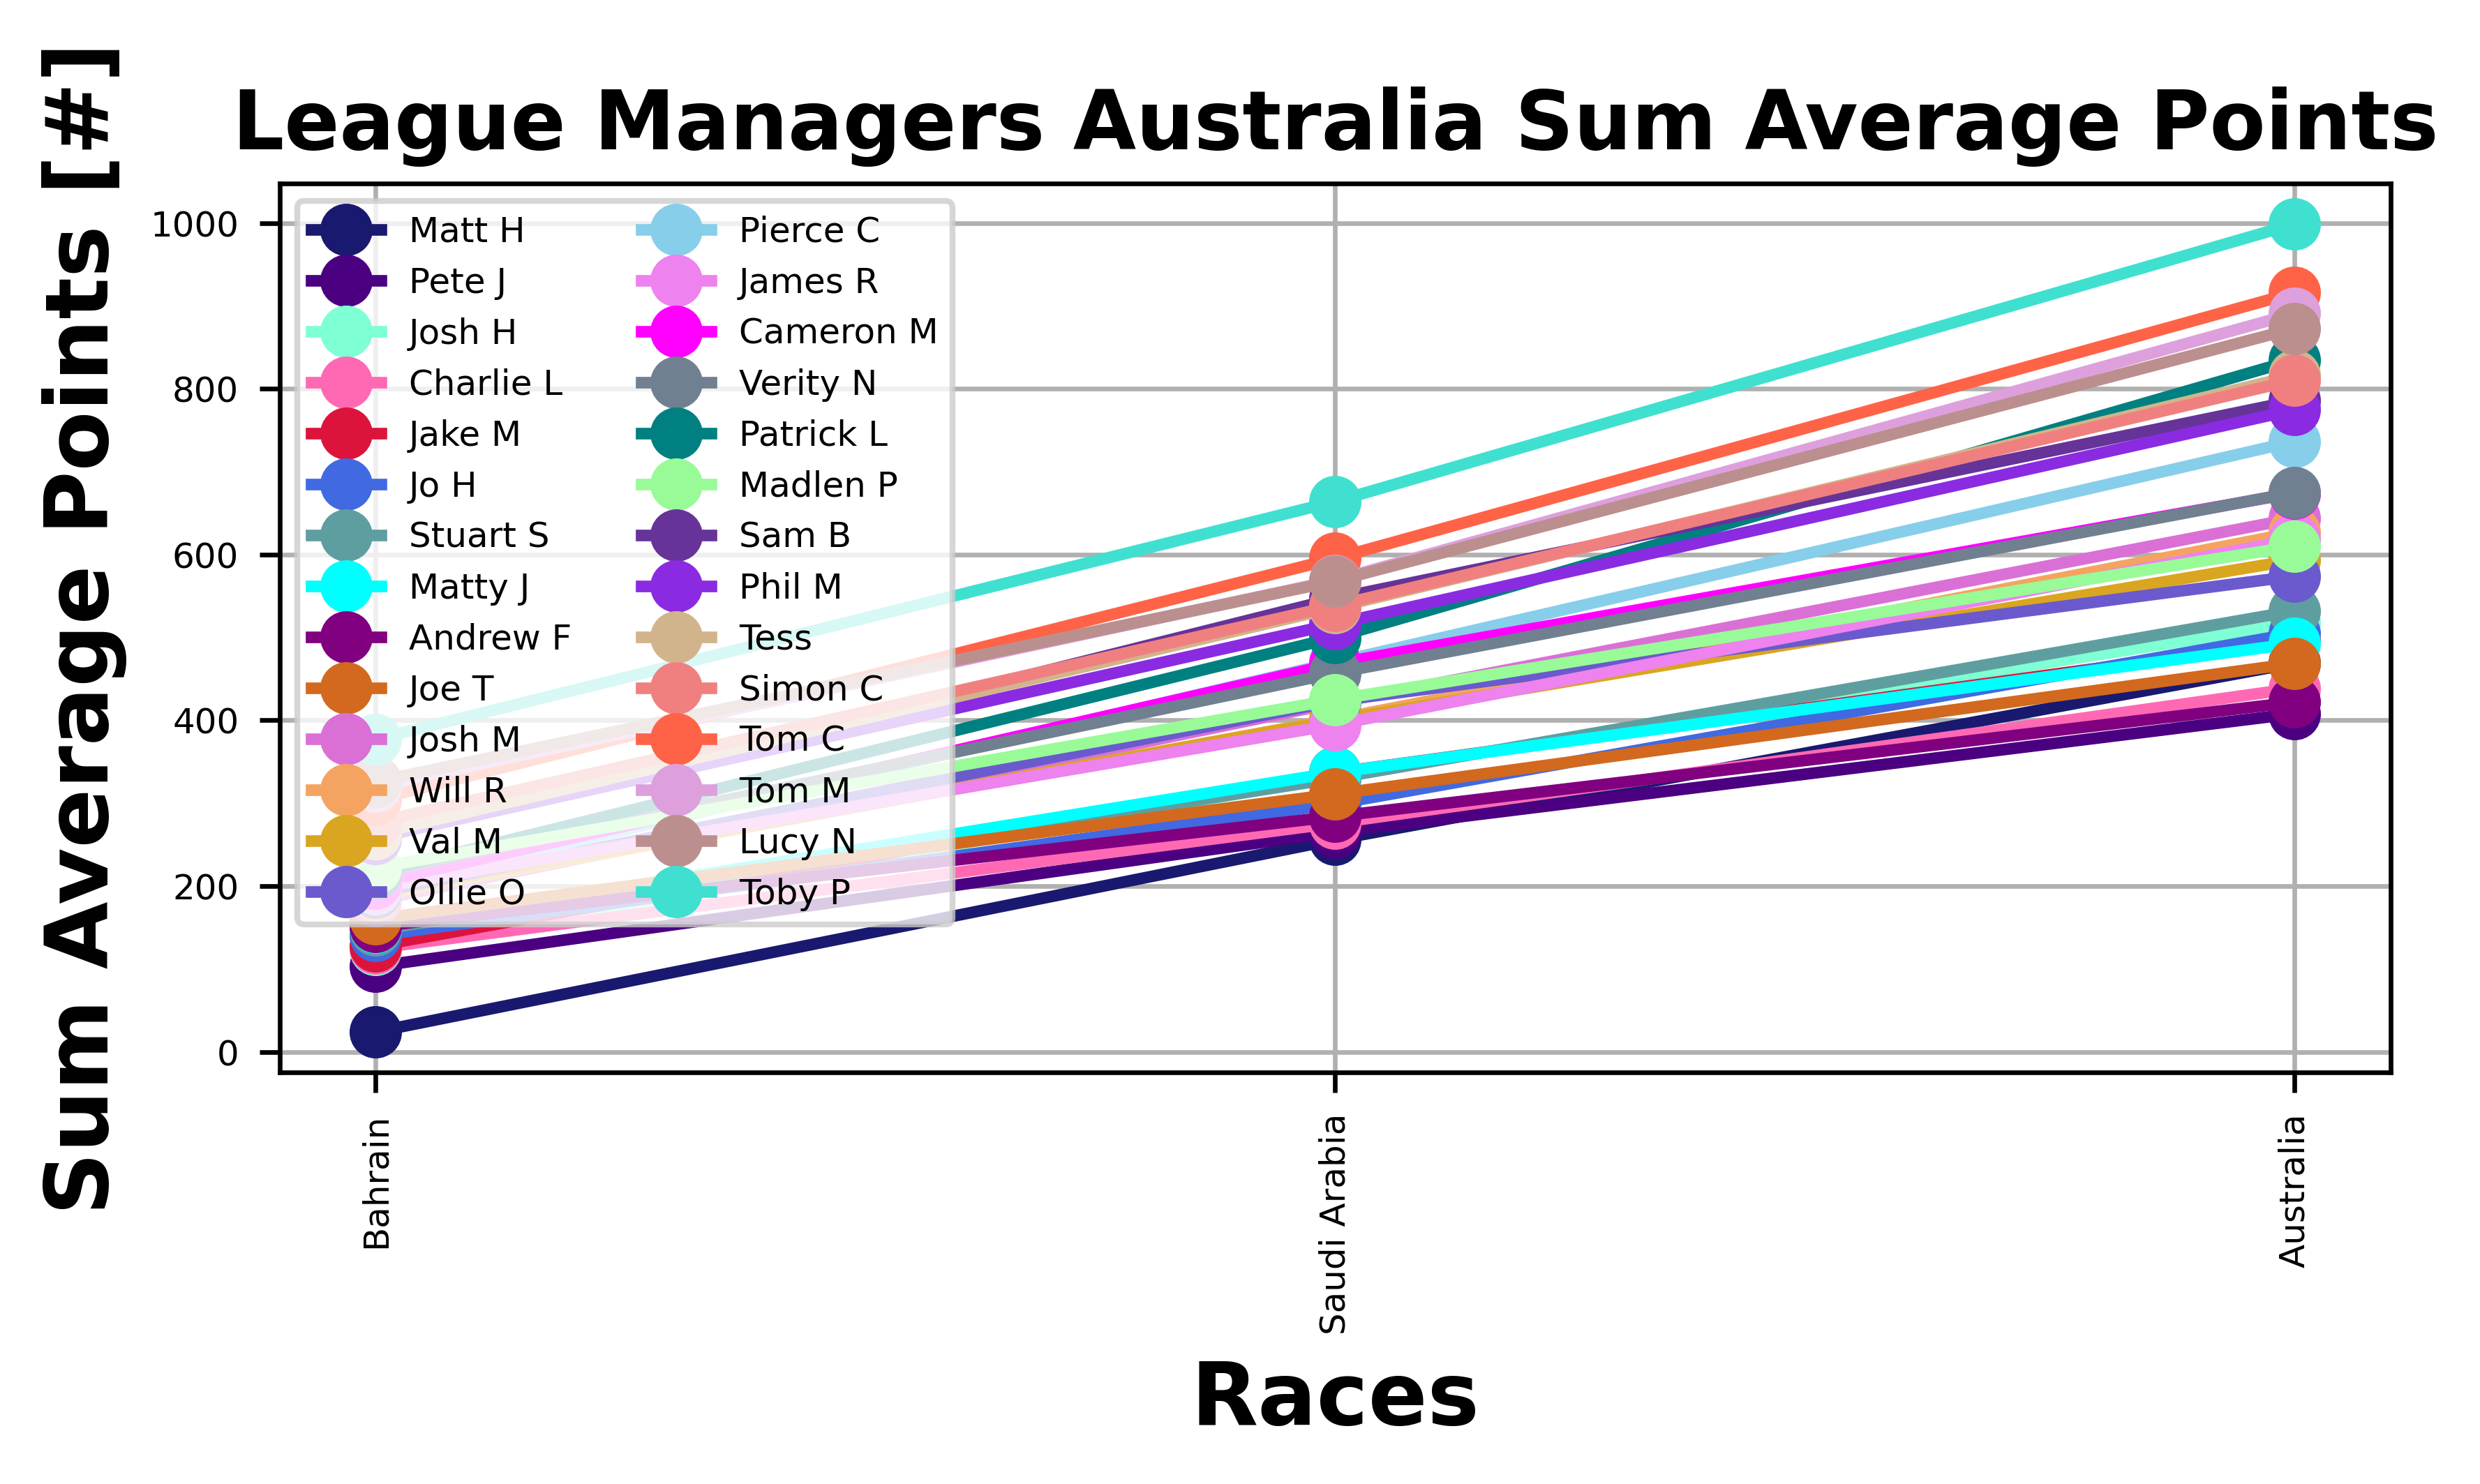 League Managers Australia Sum Average Points
Sum Average Points [#]
1000
800
600
400
200
0
Matt H
Pete J
Josh H
Charlie L
Jake M
Jo H
Stuart S
Matty J
Andrew F
Joe T
Josh M
Will R
Val M
Ollie O
Pierce C
James R
Cameron M
Verity N
Patrick L
Madlen P
Sam B
Phil M
Tess
Simon C
Tom C
Tom M
Lucy N
Toby P
Bahrain
Saudi Arabia
Australia
Races